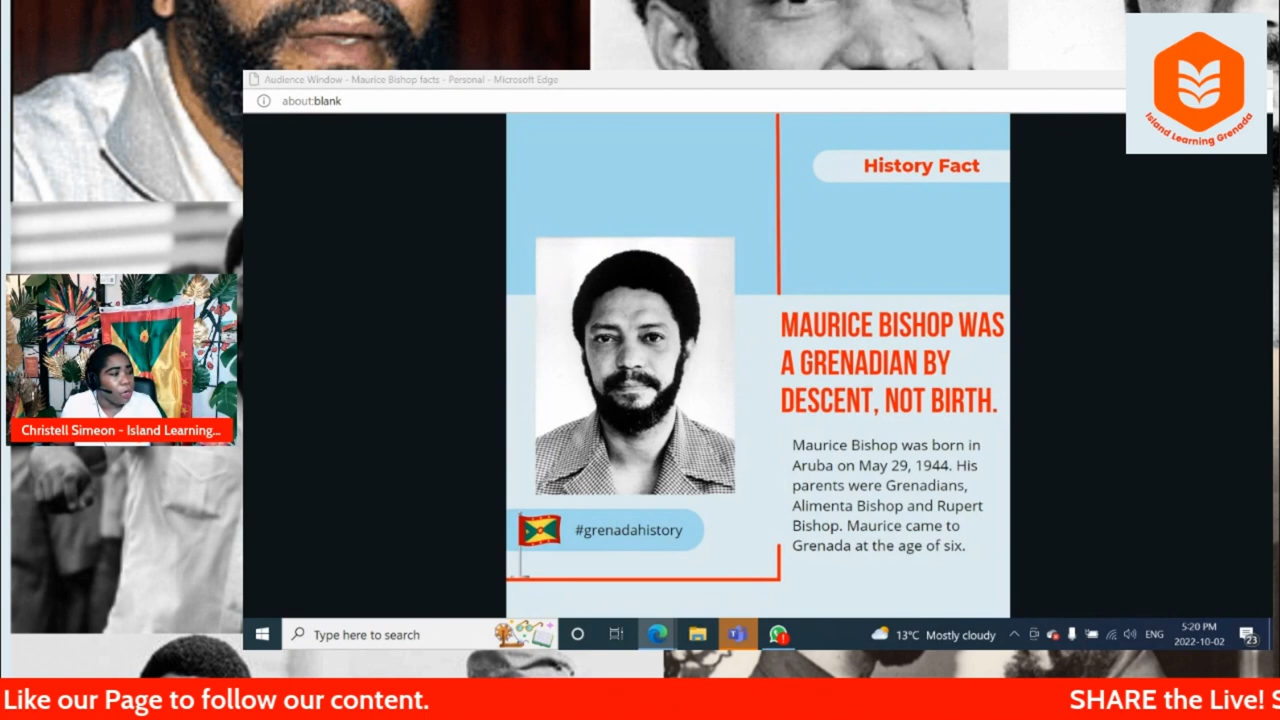 Audience Window - Maurice Bishop facts - Personal - Microsoft Edge
about:blank
Island Learning Grenada
History Fact
MAURICE BISHOP WAS
A GRENADIAN BY
DESCENT, NOT BIRTH.
Maurice Bishop was born in
Aruba on May 29, 1944. His
parents were Grenadians,
Alimenta Bishop and Rupert
Bishop. Maurice came to
Grenada at the age of six.
#grenadahistory
Christell Simeon - Island Learning...
Type here to search
13°C Mostly cloudy
ENG
5:20 PM
2022-10-02
23
Like our Page to follow our content.
SHARE the Live! S